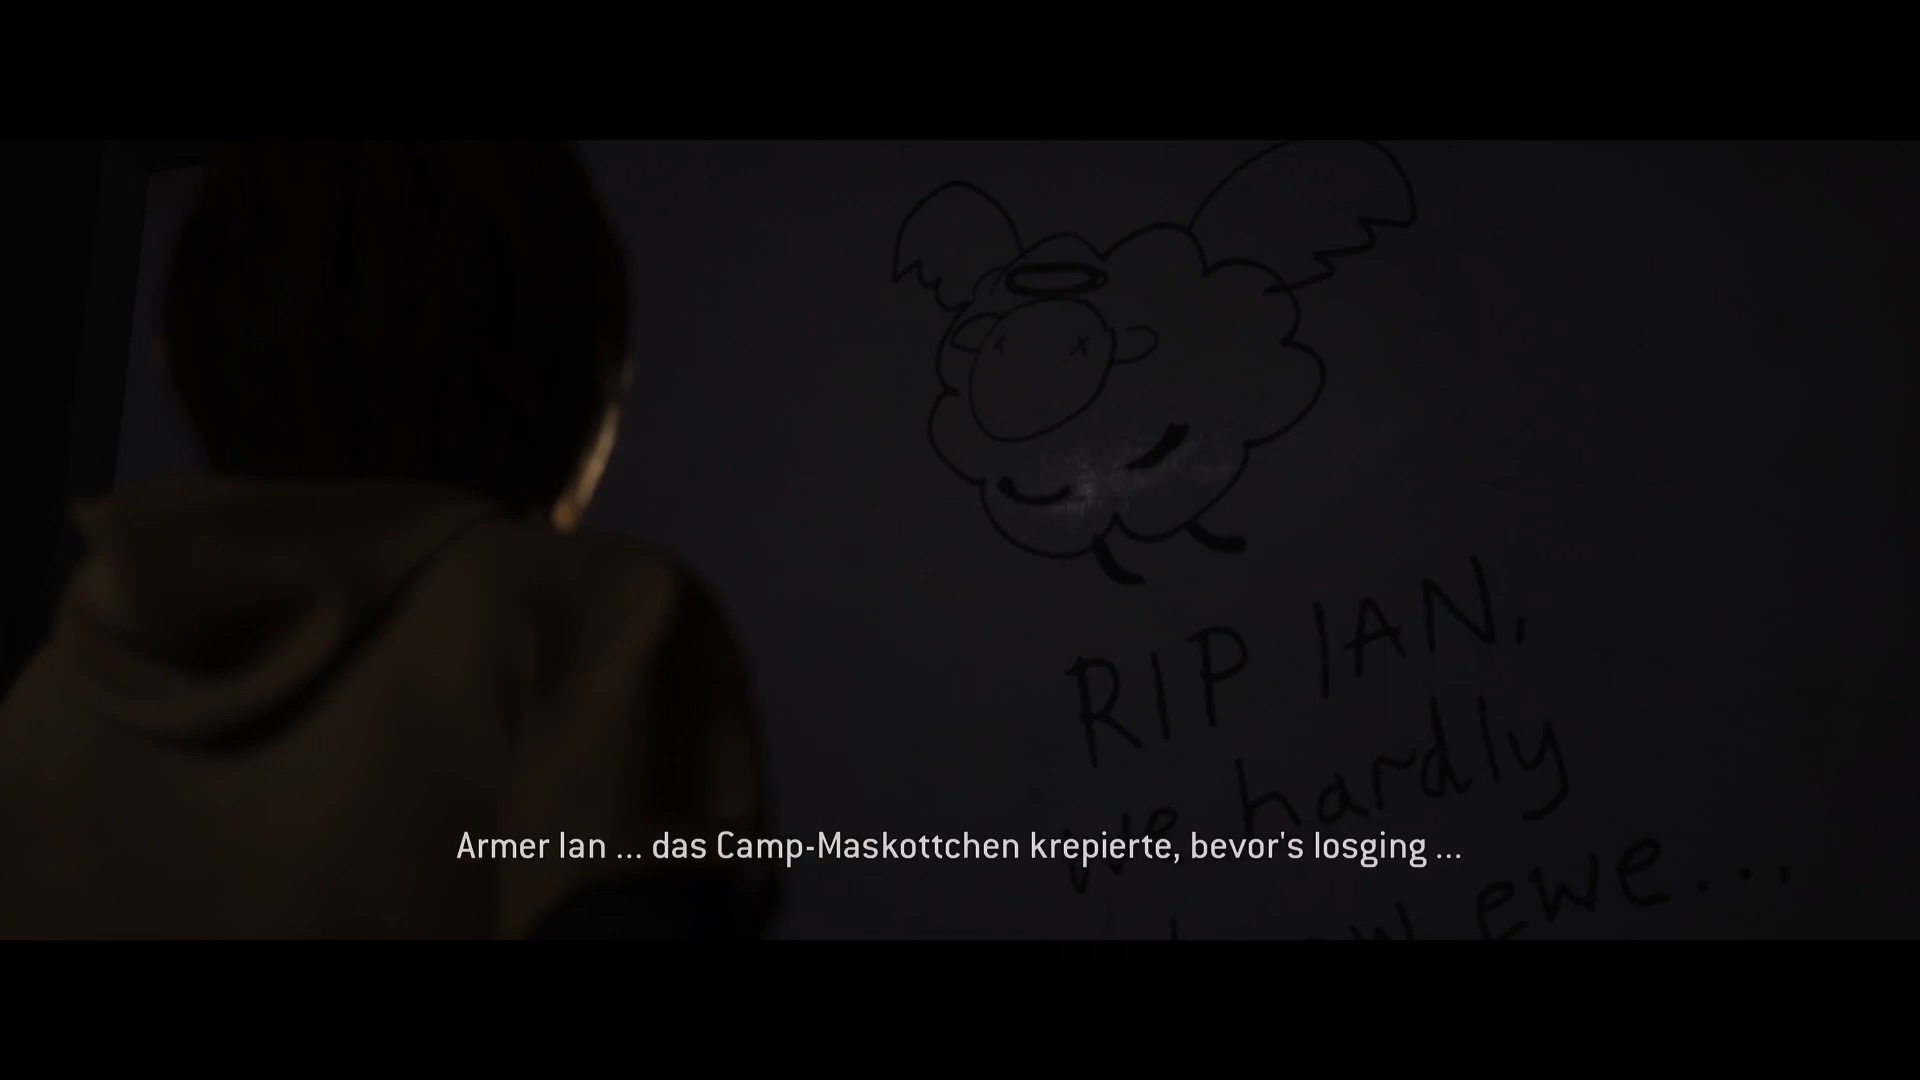 RIP IAN,
we hardly
ewe...
Armer Ian ... das Camp-Maskottchen krepierte, bevor's losging ...